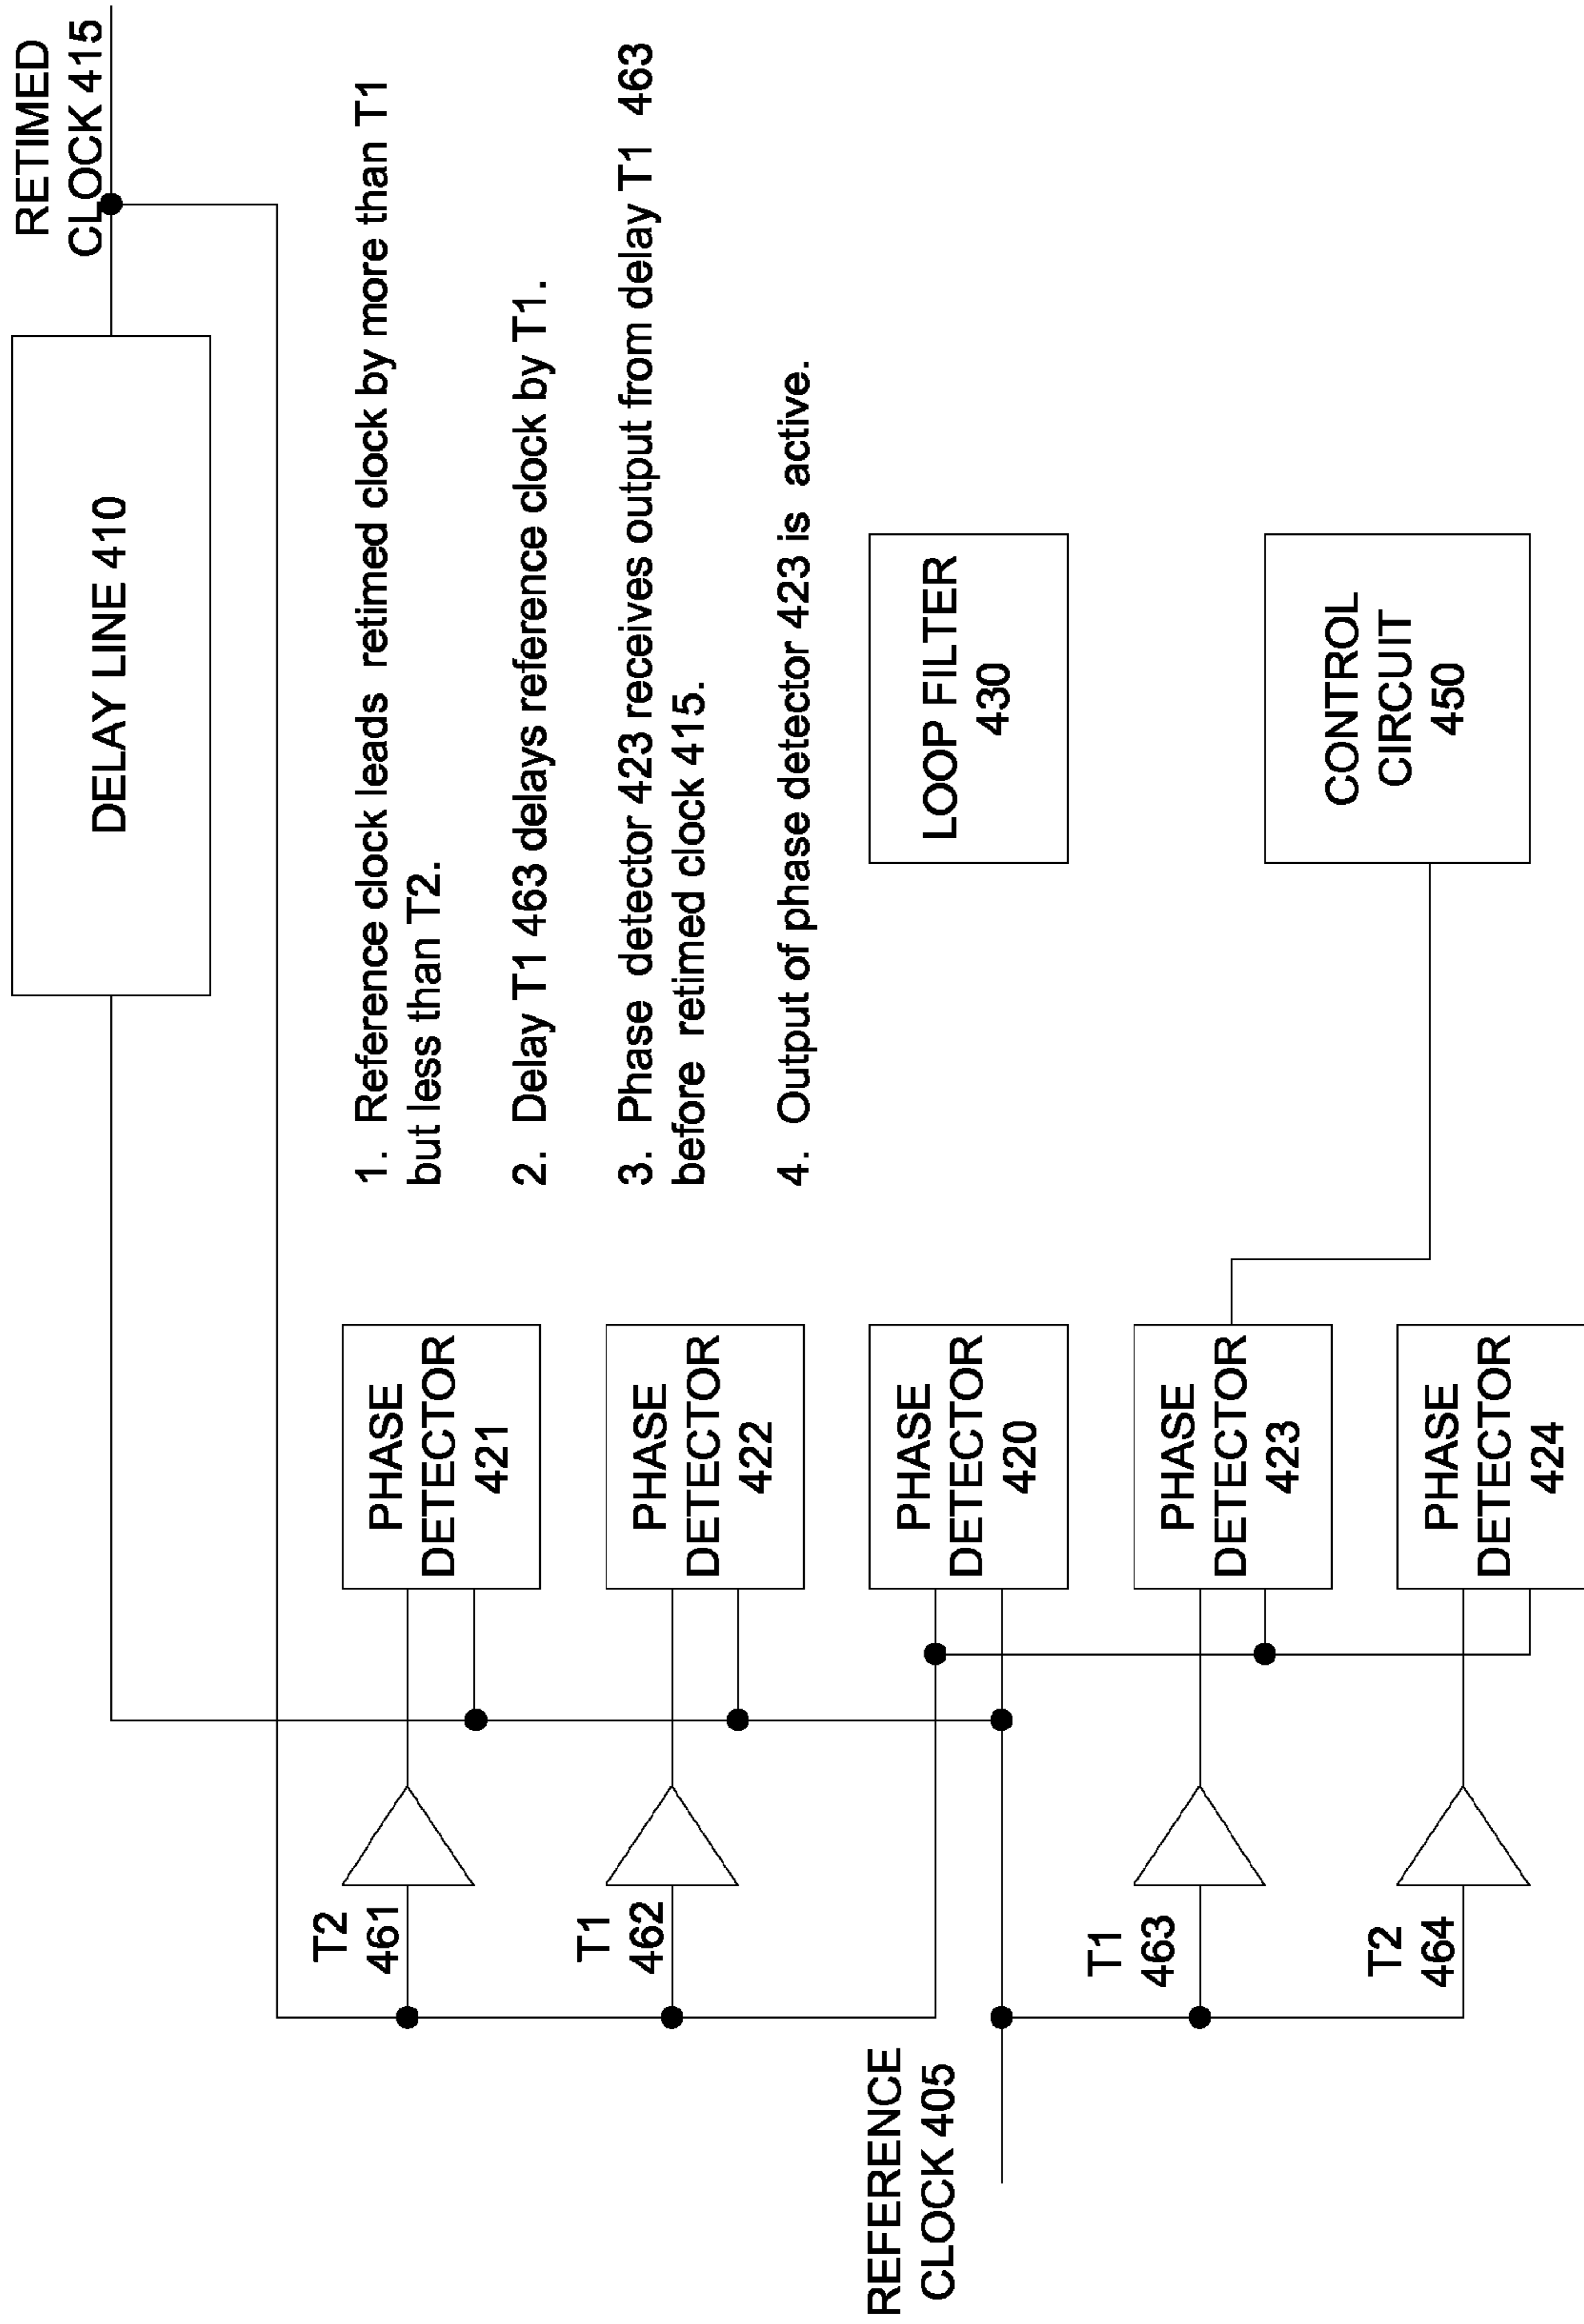 RETIMED
CLOCK 415
DELAY LINE 410
1. Reference clock leads retimed clock by more than T1
but less than T2.
2. Delay T1 463 delays reference clock by T1.
3. Phase detector 423 receives output from delay T1 463
before retimed clock 415.
4. Output of phase detector 423 is active.
T2
461
PHASE
DETECTOR
421
T1
462
PHASE
DETECTOR
422
REFERENCE
CLOCK 405
PHASE
DETECTOR
420
LOOP FILTER
430
T1
463
PHASE
DETECTOR
423
CONTROL
CIRCUIT
450
T2
464
PHASE
DETECTOR
424